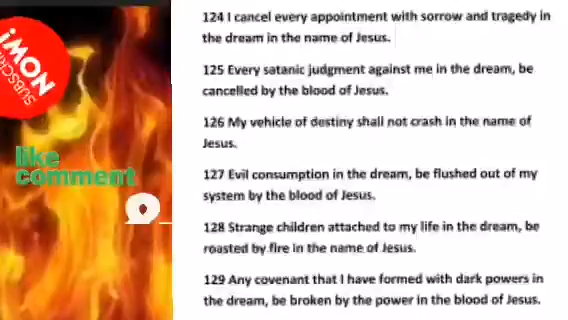 SUBSCRIBE
NOW!
like
comment
124 I cancel every appointment with sorrow and tragedy in
the dream in the name of Jesus.
125 Every satanic judgment against me in the dream, be
cancelled by the blood of Jesus.
126 My vehicle of destiny shall not crash in the name of
Jesus.
127 Evil consumption in the dream, be flushed out of my
system by the blood of Jesus.
128 Strange children attached to my life in the dream, be
roasted by fire in the name of Jesus.
129 Any covenant that I have formed with dark powers in
the dream, be broken by the power in the blood of Jesus.